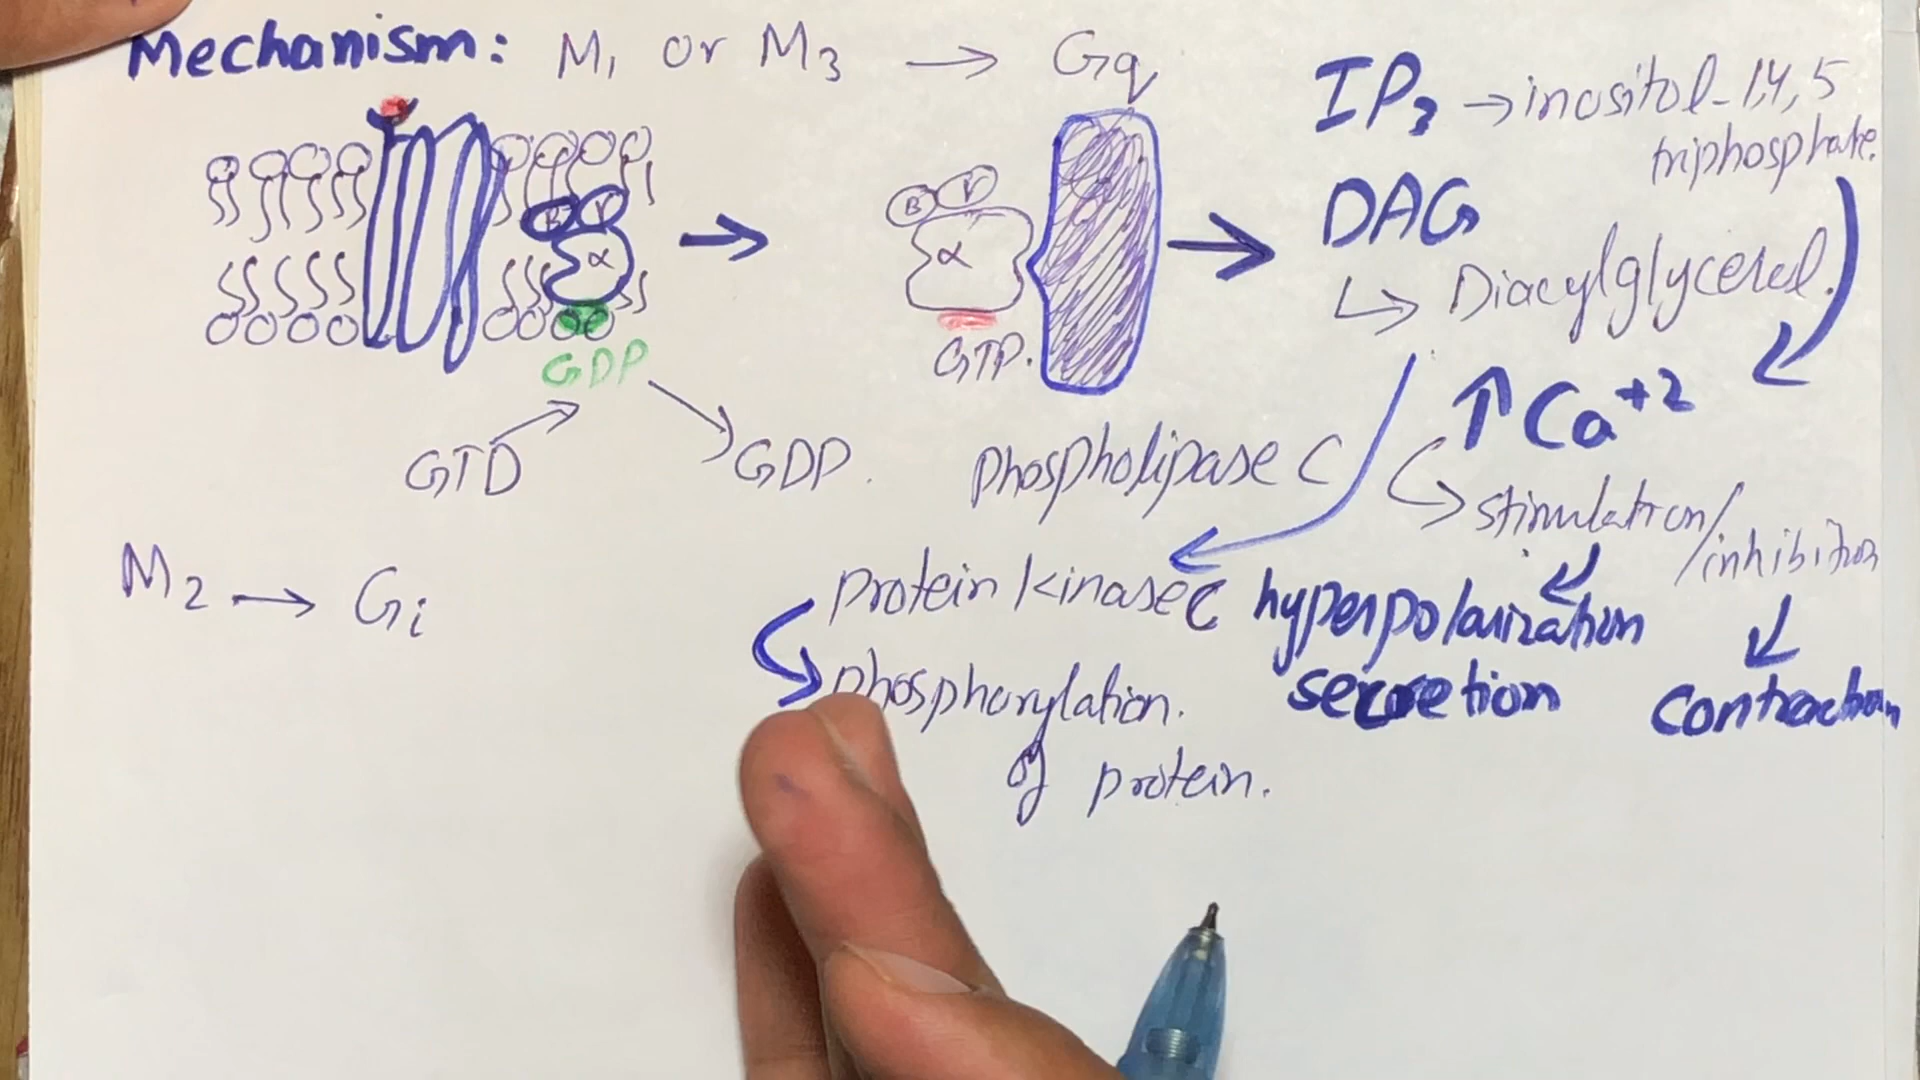 Mechanism: M1 or M3 → Gq
IP3 → inositol-1,4,5
triphosphate.
DAG
↳ Diacylglycerol.
B γ
α
GDP
GTD
GDP.
B γ
α
GTP.
Phospholipase C
↑ Ca+2
↳ stimulation/inhibition
hyperpolarization
secretion
contraction
protein kinase C
phosphorylation.
of protein.
M2 → Gi